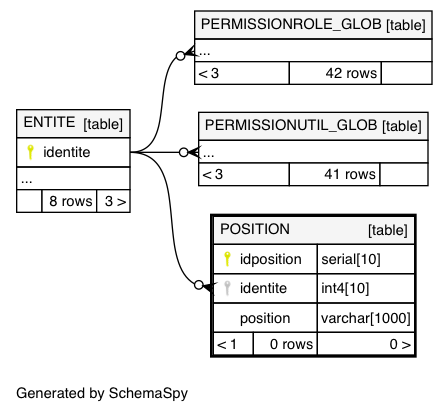 PERMISSIONROLE_GLOB [table]
...
< 3 42 rows
ENTITE [table]
identite
...
8 rows 3 >
PERMISSIONUTIL_GLOB [table]
...
< 3 41 rows
POSITION [table]
idposition serial[10]
identite int4[10]
position varchar[1000]
< 1 0 rows 0 >
Generated by SchemaSpy